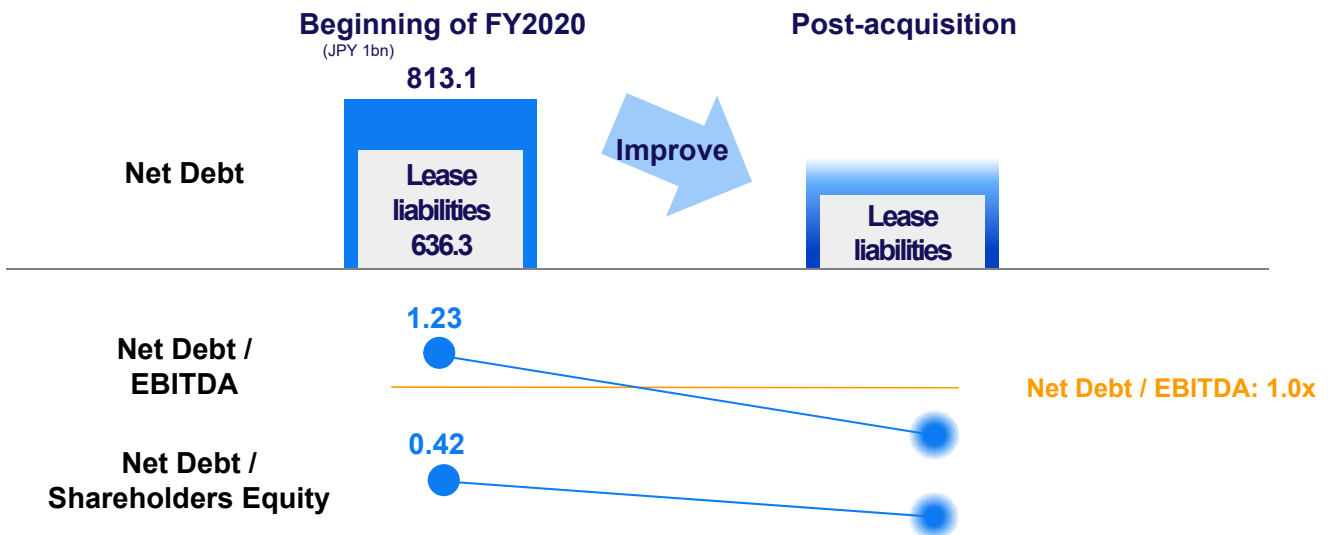 Beginning of FY2020
(JPY 1bn)
Post-acquisition
813.1
Improve
Net Debt
Lease
liabilities
636.3
Lease
liabilities
1.23
Net Debt /
EBITDA
Net Debt / EBITDA: 1.0x
0.42
Net Debt /
Shareholders Equity